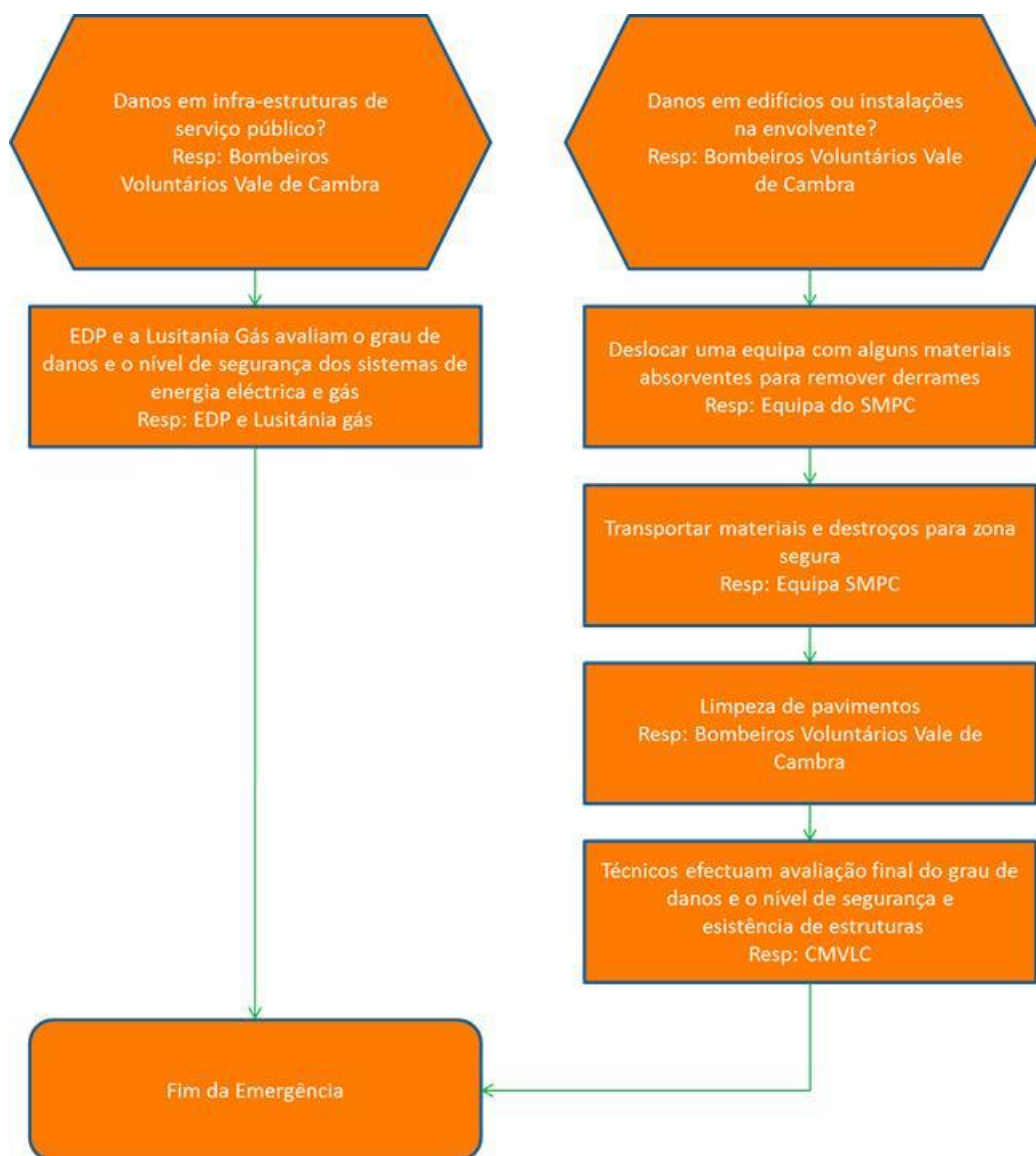 Danos em infra-estruturas de
serviço público?
Resp: Bombeiros
Voluntários Vale de Cambra
EDP e a Lusitania Gás avaliam o grau de
danos e o nível de segurança dos sistemas de
energia eléctrica e gás
Resp: EDP e Lusitánia gás
Danos em edifícios ou instalações
na envolvente?
Resp: Bombeiros Voluntários Vale
de Cambra
Deslocar uma equipa com alguns materiais
absorventes para remover derrames
Resp: Equipa do SMPC
Transportar materiais e destroços para zona
segura
Resp: Equipa SMPC
Limpeza de pavimentos
Resp: Bombeiros Voluntários Vale de
Cambra
Técnicos efectuam avaliação final do grau de
danos e o nível de segurança e
esistência de estruturas
Resp: CMVLC
Fim da Emergência